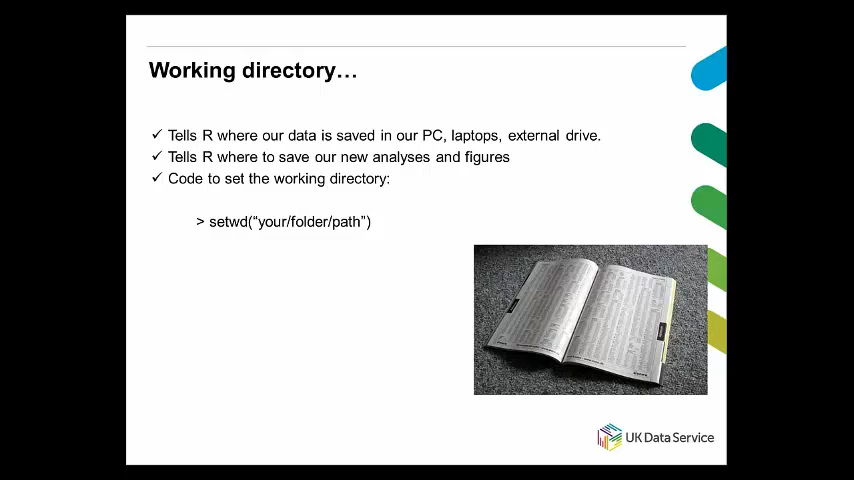 Working directory…
✓ Tells R where our data is saved in our PC, laptops, external drive.
✓ Tells R where to save our new analyses and figures
✓ Code to set the working directory:
> setwd(“your/folder/path”)
UK Data Service